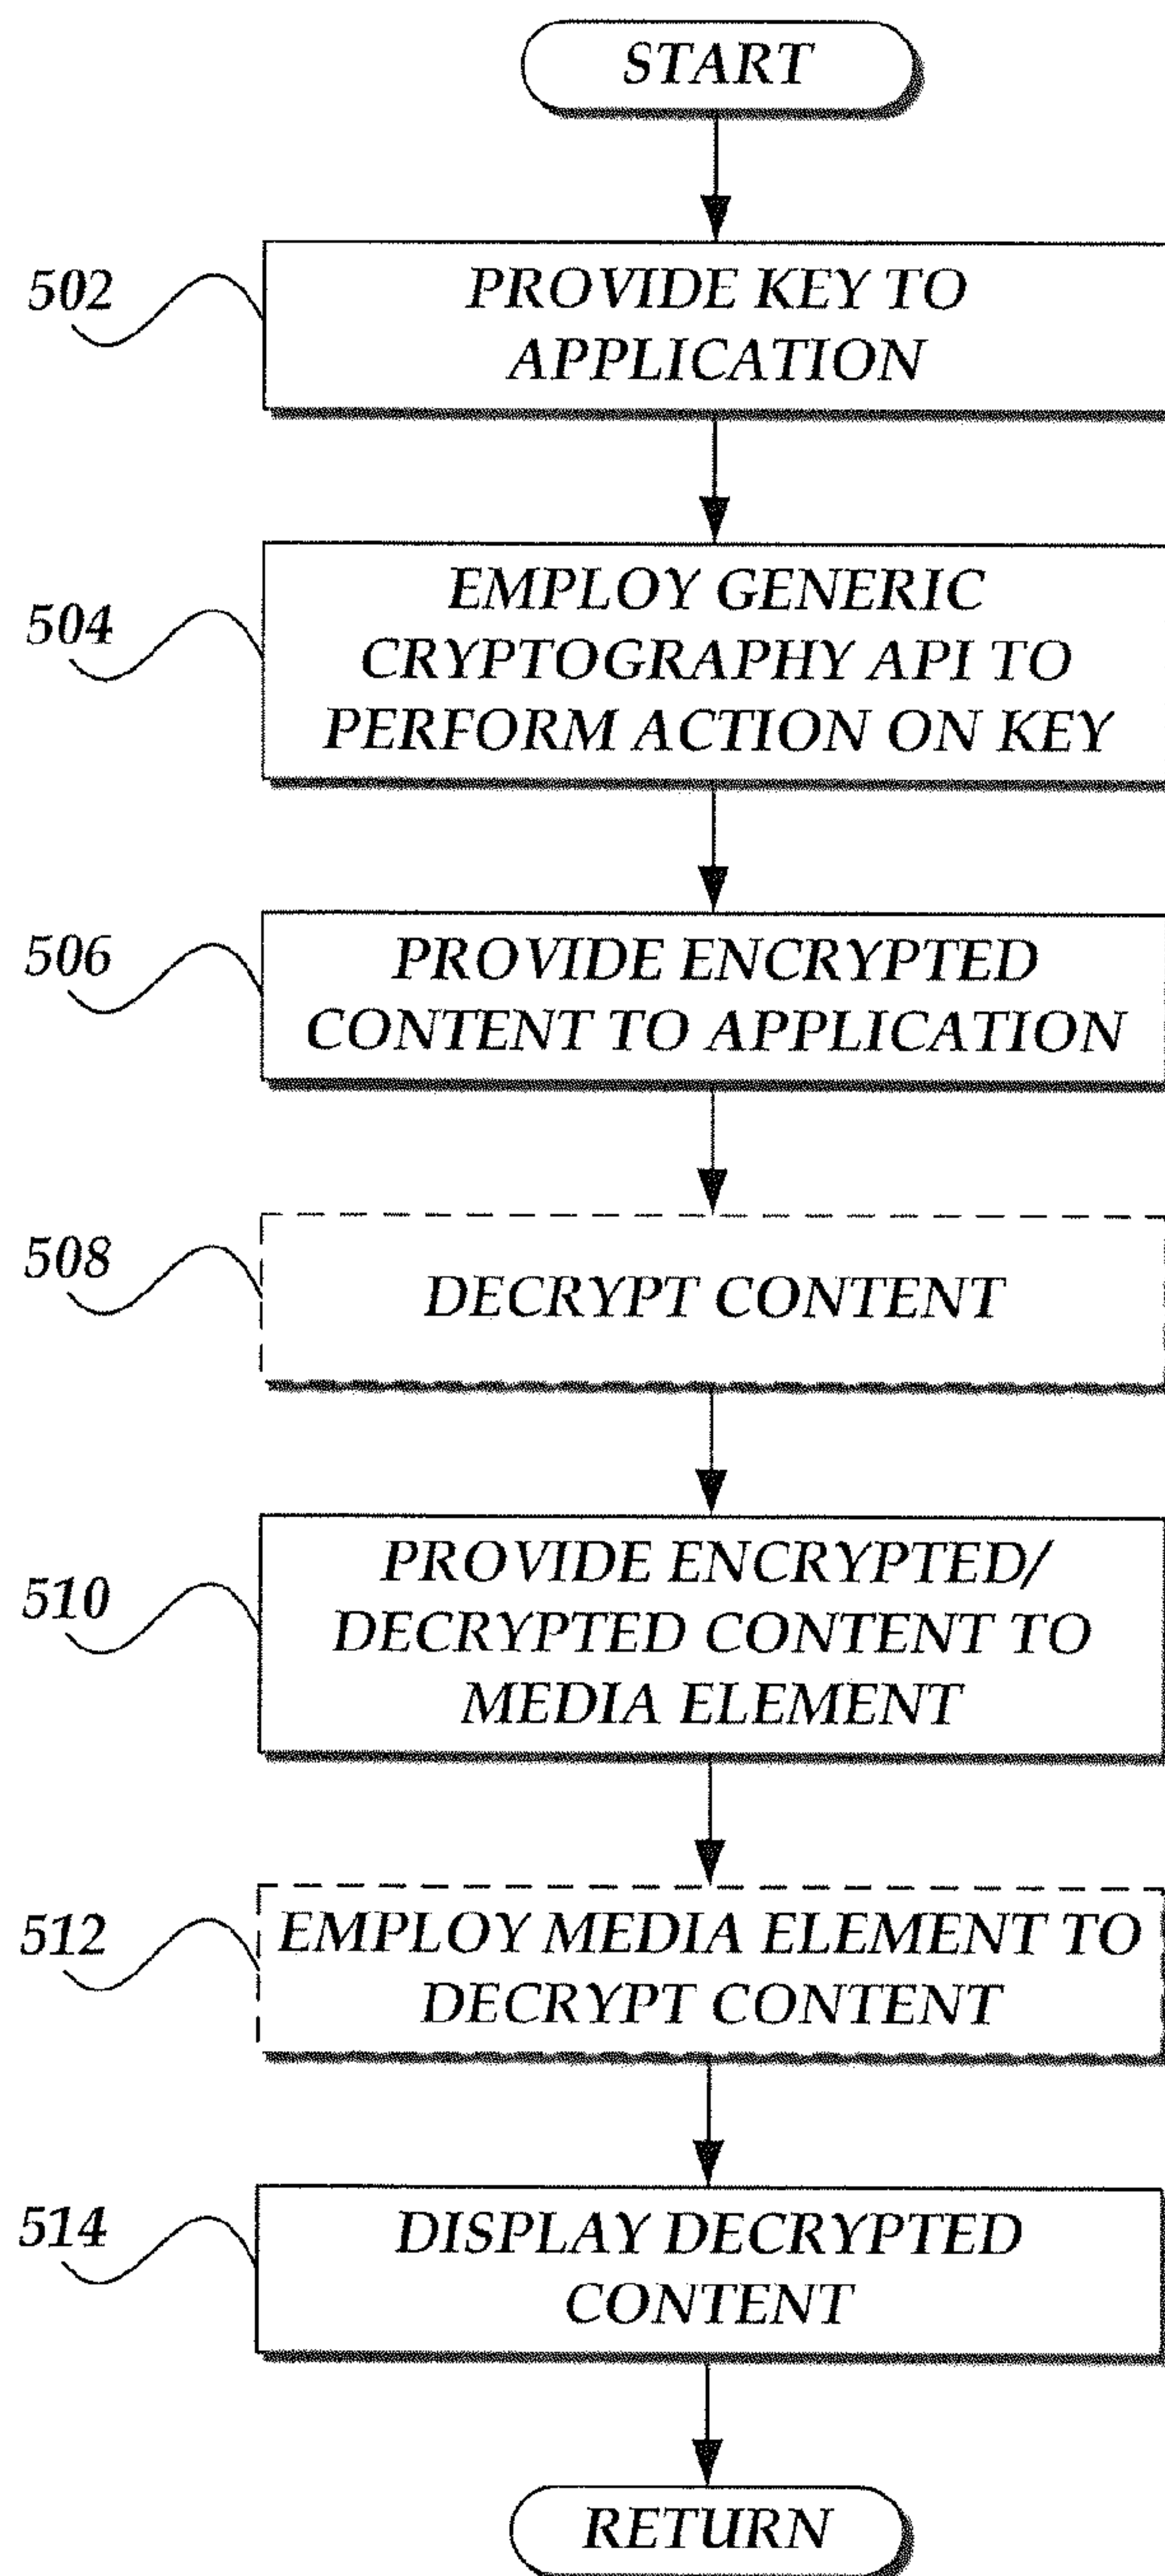 START
502
PROVIDE KEY TO
APPLICATION
504
EMPLOY GENERIC
CRYPTOGRAPHY API TO
PERFORM ACTION ON KEY
506
PROVIDE ENCRYPTED
CONTENT TO APPLICATION
508
DECRYPT CONTENT
510
PROVIDE ENCRYPTED/
DECRYPTED CONTENT TO
MEDIA ELEMENT
512
EMPLOY MEDIA ELEMENT TO
DECRYPT CONTENT
514
DISPLAY DECRYPTED
CONTENT
RETURN